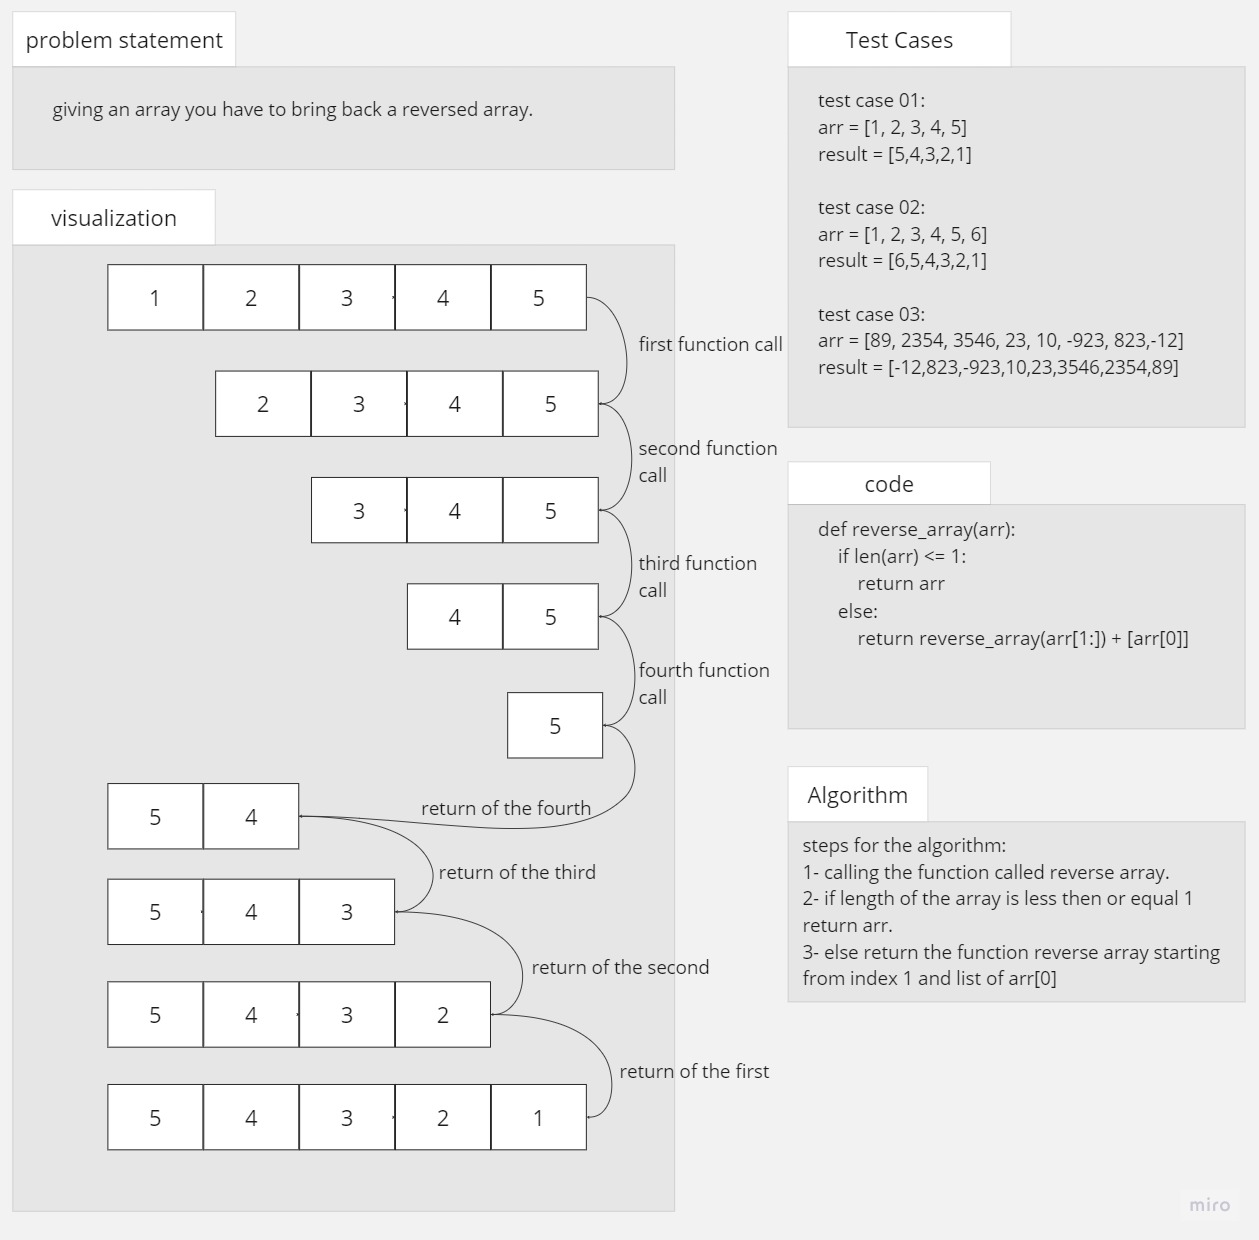 problem statement
giving an array you have to bring back a reversed array.
visualization
1 2 3 4 5
first function call
2 3 4 5
second function
call
3 4 5
third function
call
4 5
fourth function
call
5
return of the fourth
5 4
return of the third
5 4 3
return of the second
5 4 3 2
return of the first
5 4 3 2 1
Test Cases
test case 01:
arr = [1, 2, 3, 4, 5]
result = [5,4,3,2,1]
test case 02:
arr = [1, 2, 3, 4, 5, 6]
result = [6,5,4,3,2,1]
test case 03:
arr = [89, 2354, 3546, 23, 10, -923, 823,-12]
result = [-12,823,-923,10,23,3546,2354,89]
code
def reverse_array(arr):
    if len(arr) <= 1:
        return arr
    else:
        return reverse_array(arr[1:]) + [arr[0]]
Algorithm
steps for the algorithm:
1- calling the function called reverse array.
2- if length of the array is less then or equal 1
return arr.
3- else return the function reverse array starting
from index 1 and list of arr[0]
miro